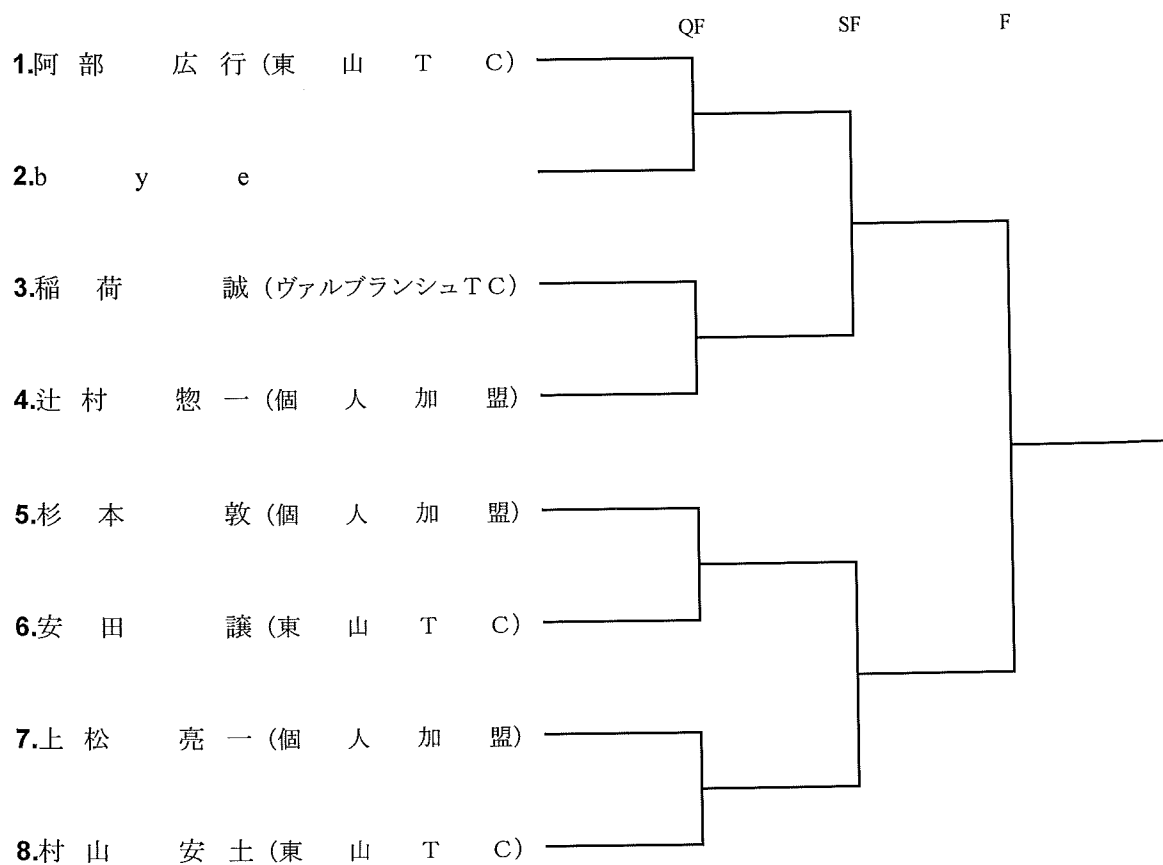 QF SF F
1.阿部 広行(東山TC)
2.bye
3.稲荷 誠(ヴァルブランシュTC)
4.辻村 惣一(個人加盟)
5.杉本 敦(個人加盟)
6.安田 譲(東山TC)
7.上松 亮一(個人加盟)
8.村山 安土(東山TC)